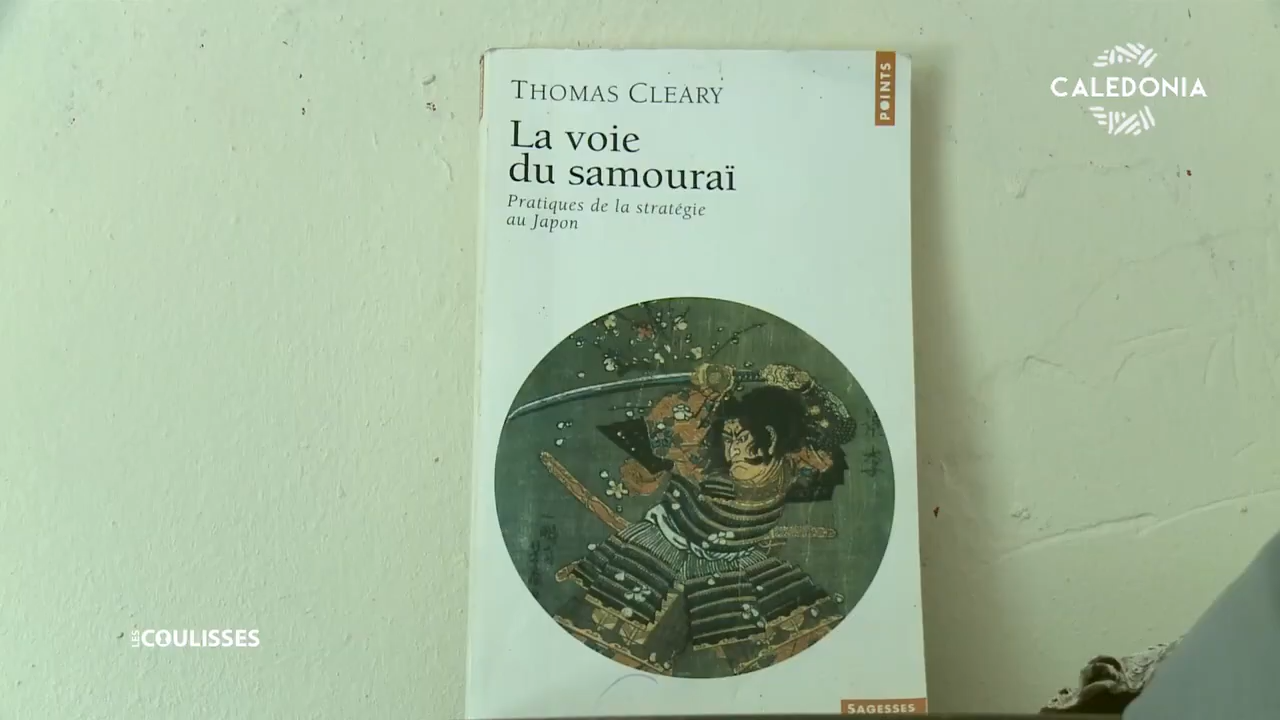 THOMAS CLEARY
La voie
du samouraï
Pratiques de la stratégie
au Japon
POINTS
SAGESSES
CALEDONIA
LES COULISSES